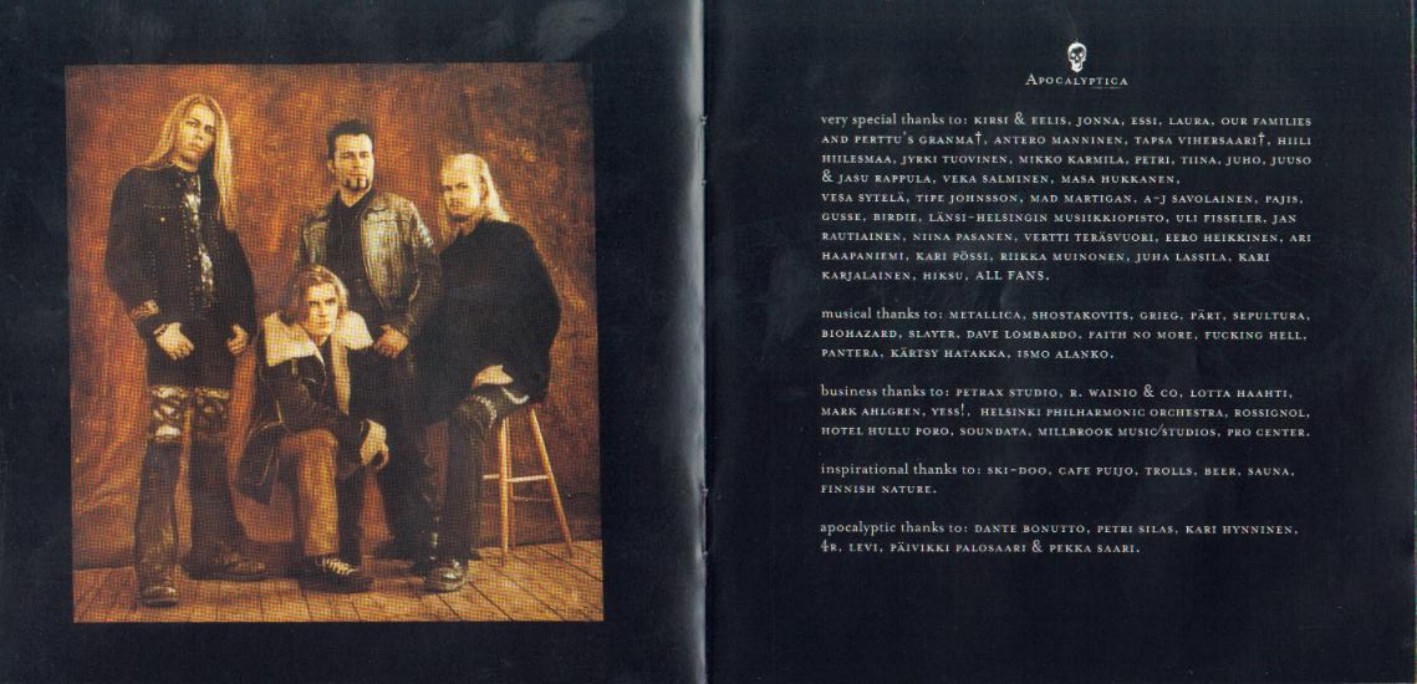 APOCALYPTICA
very special thanks to: KIRSI & EELIS, JONNA, ESSI, LAURA, OUR FAMILIES
AND PERTTU'S GRANMA†, ANTERO MANNINEN, TAPSA VIHERSAARI†, HIILI
HIILESMAA, JYRKI TUOVINEN, MIKKO KARMILA, PETRI, TIINA, JUHO, JUUSO
& JASU RAPPULA, VEKA SALMINEN, MASA HUKKANEN,
VESA SYTELÄ, TIPE JOHNSSON, MAD MARTIGAN, A-J SAVOLAINEN, PAJIS,
GUSSE, BIRDIE, LÄNSI-HELSINGIN MUSIIKKIOPISTO, ULI FISSELER, JAN
RAUTIAINEN, NIINA PASANEN, VERTTI TERÄSVUORI, EERO HEIKKINEN, ARI
HAAPANIEMI, KARI PÖSSI, RIIKKA MUINONEN, JUHA LASSILA, KARI
KARJALAINEN, HIKSU, ALL FANS.
musical thanks to: METALLICA, SHOSTAKOVITS, GRIEG, PÄRT, SEPULTURA,
BIOHAZARD, SLAYER, DAVE LOMBARDO, FAITH NO MORE, FUCKING HELL,
PANTERA, KÄRTSY HATAKKA, ISMO ALANKO.
business thanks to: PETRAX STUDIO, R. WAINIO & CO, LOTTA HAAHTI,
MARK AHLGREN, YESS!, HELSINKI PHILHARMONIC ORCHESTRA, ROSSIGNOL,
HOTEL HULLU PORO, SOUNDATA, MILLBROOK MUSIC/STUDIOS, PRO CENTER.
inspirational thanks to: SKI-DOO, CAFE PUIJO, TROLLS, BEER, SAUNA,
FINNISH NATURE.
apocalyptic thanks to: DANTE BONUTTO, PETRI SILAS, KARI HYNNINEN,
4R, LEVI, PÄIVIKKI PALOSAARI & PEKKA SAARI.